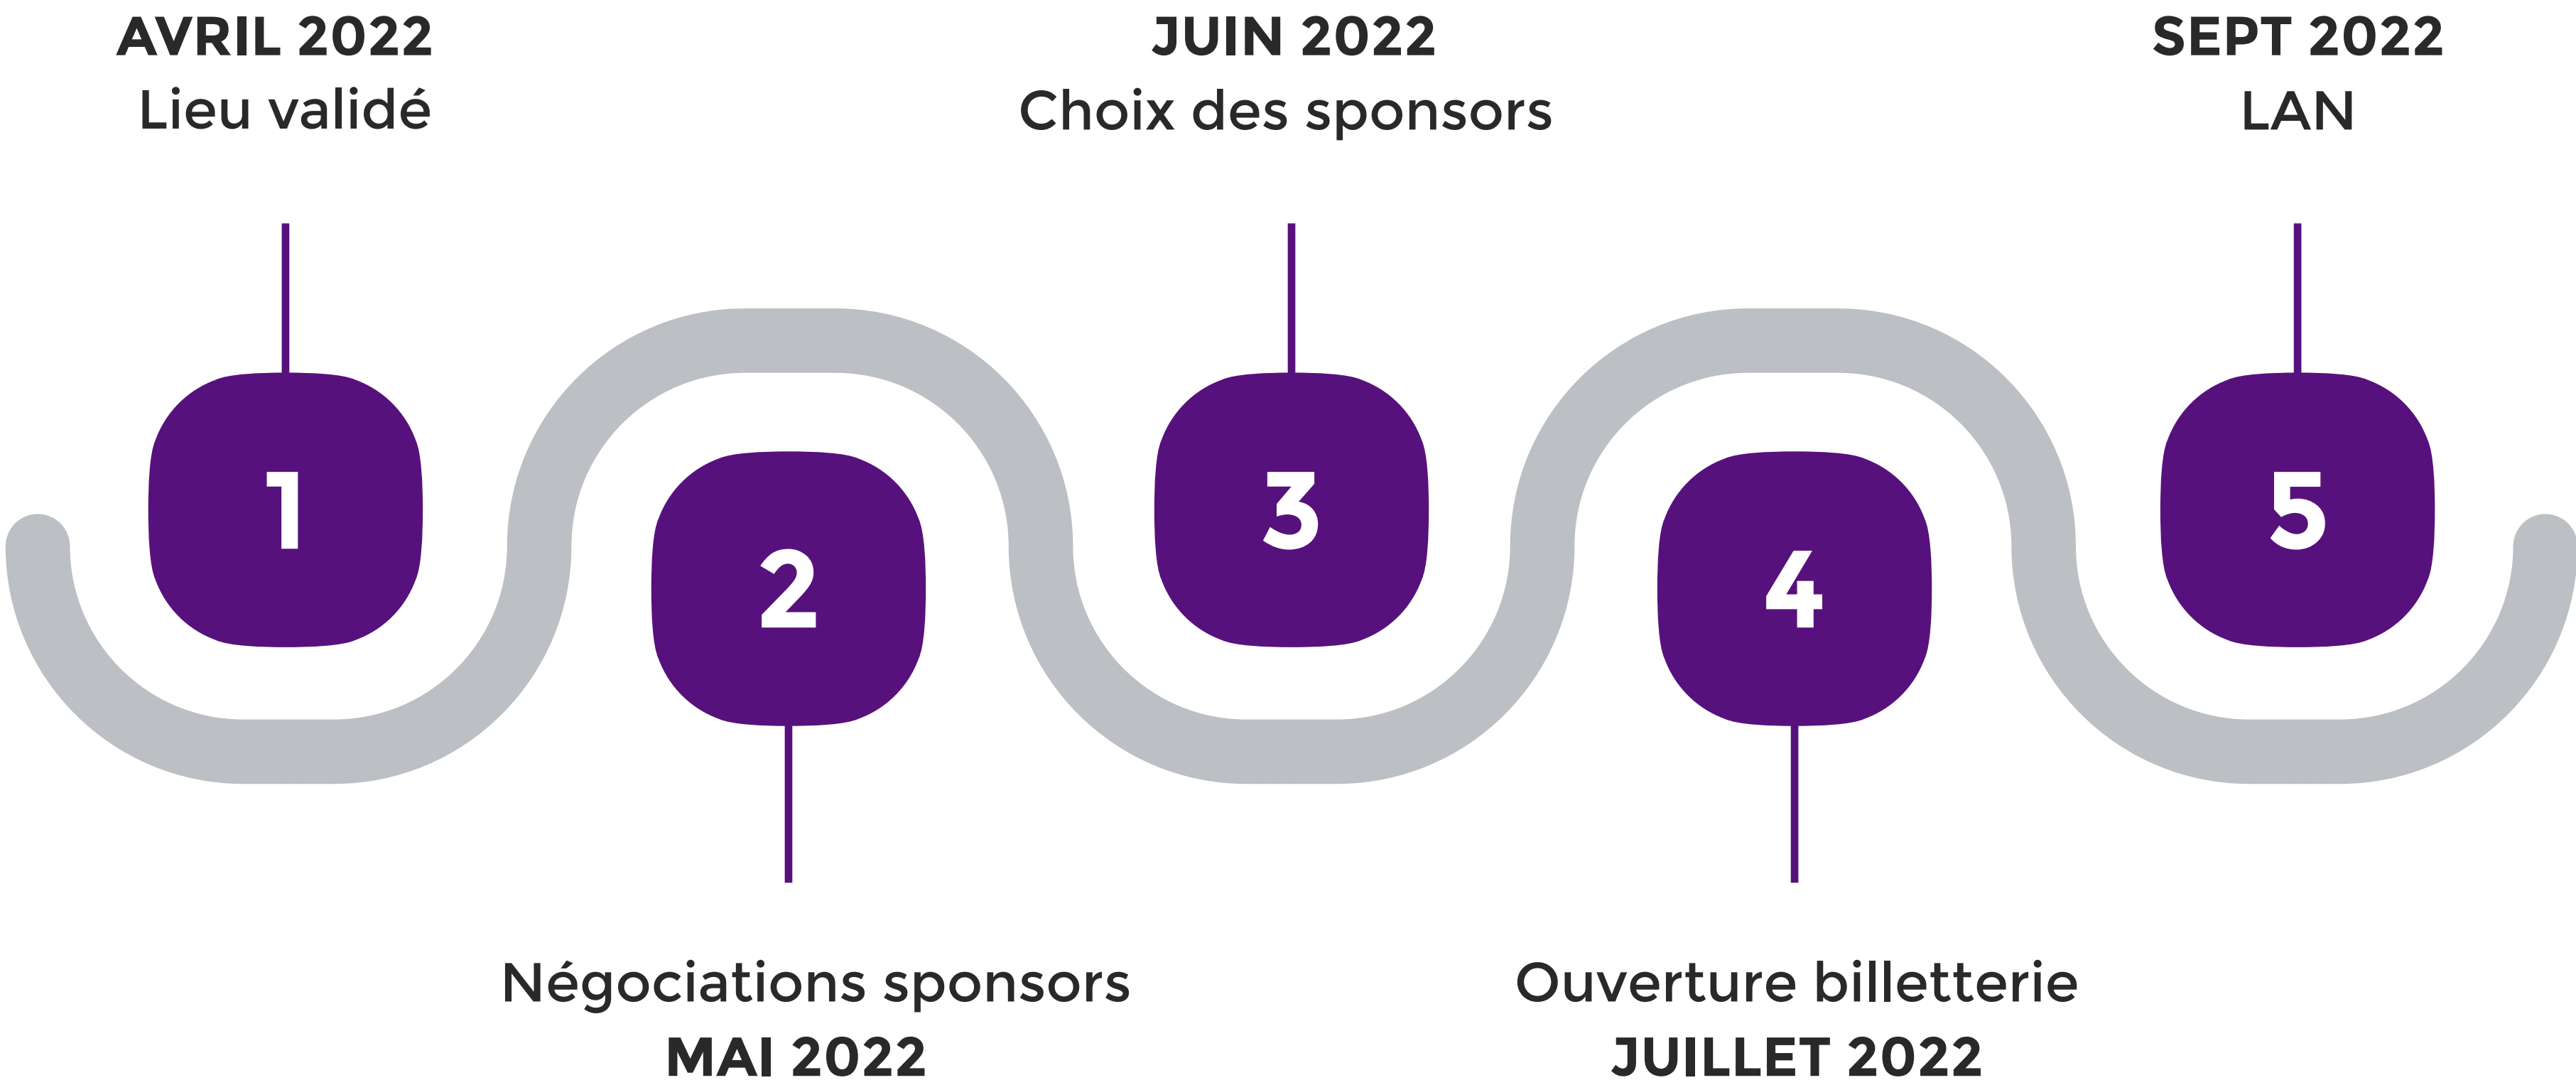 AVRIL 2022
Lieu validé
1
Négociations sponsors
MAI 2022
2
JUIN 2022
Choix des sponsors
3
Ouverture billetterie
JUILLET 2022
4
SEPT 2022
LAN
5